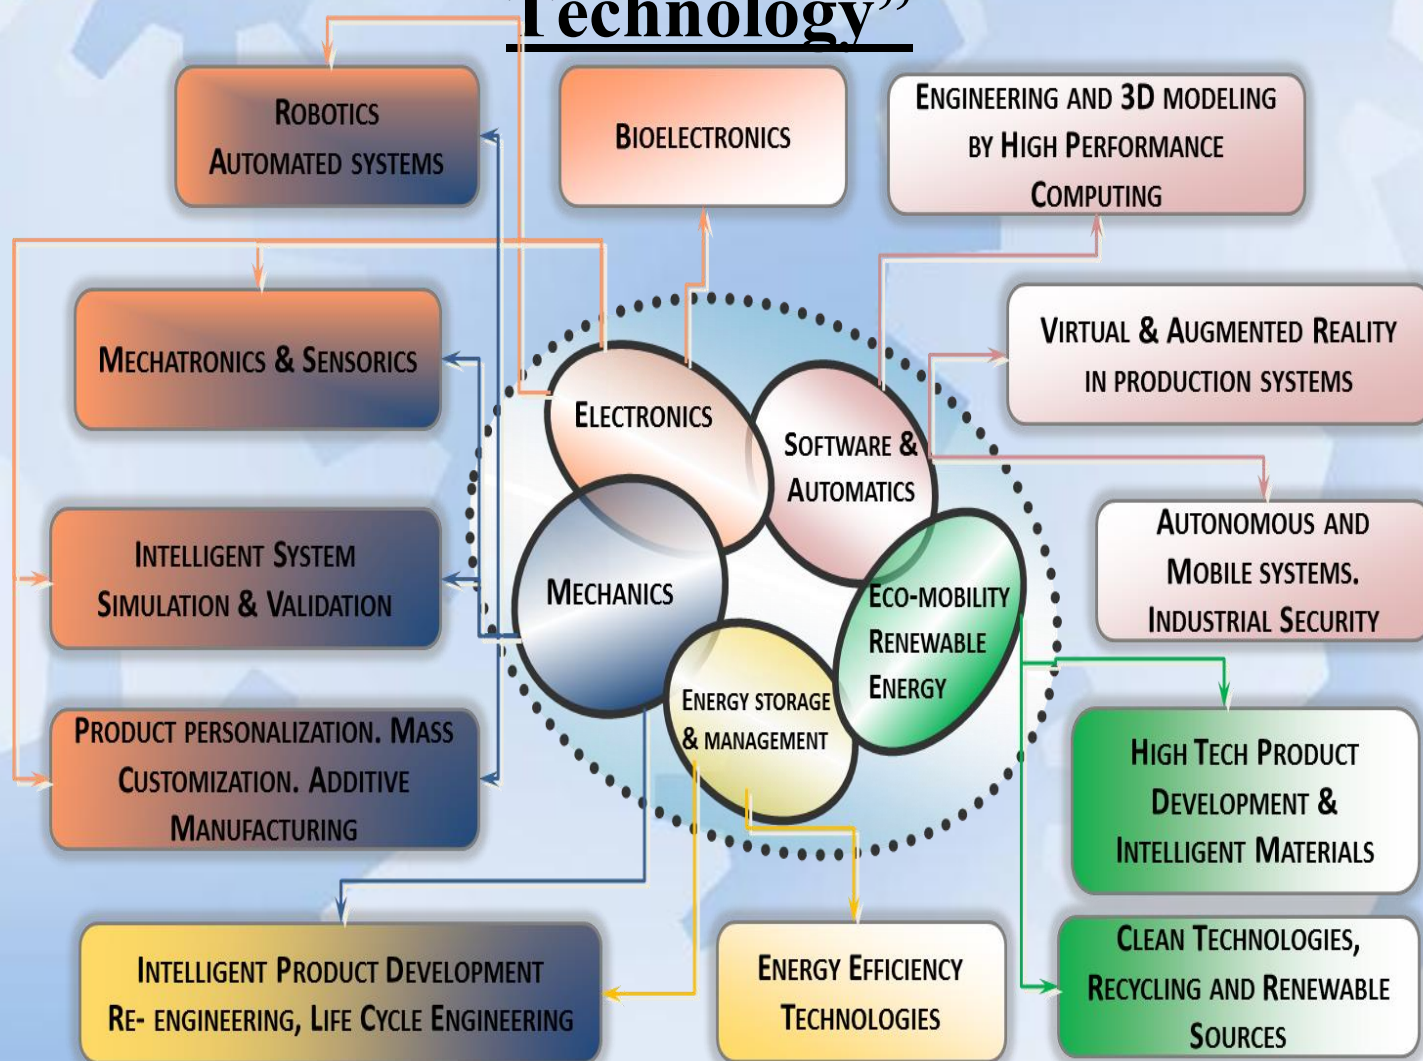 Technology”
ROBOTICS
AUTOMATED SYSTEMS
BIOELECTRONICS
ENGINEERING AND 3D MODELING
BY HIGH PERFORMANCE
COMPUTING
MECHATRONICS & SENSORICS
VIRTUAL & AUGMENTED REALITY
IN PRODUCTION SYSTEMS
ELECTRONICS
SOFTWARE &
AUTOMATICS
INTELLIGENT SYSTEM
SIMULATION & VALIDATION
MECHANICS
ECO-MOBILITY
RENEWABLE
ENERGY
AUTONOMOUS AND
MOBILE SYSTEMS.
INDUSTRIAL SECURITY
PRODUCT PERSONALIZATION. MASS
CUSTOMIZATION. ADDITIVE
MANUFACTURING
ENERGY STORAGE
& MANAGEMENT
HIGH TECH PRODUCT
DEVELOPMENT &
INTELLIGENT MATERIALS
INTELLIGENT PRODUCT DEVELOPMENT
RE- ENGINEERING, LIFE CYCLE ENGINEERING
ENERGY EFFICIENCY
TECHNOLOGIES
CLEAN TECHNOLOGIES,
RECYCLING AND RENEWABLE
SOURCES